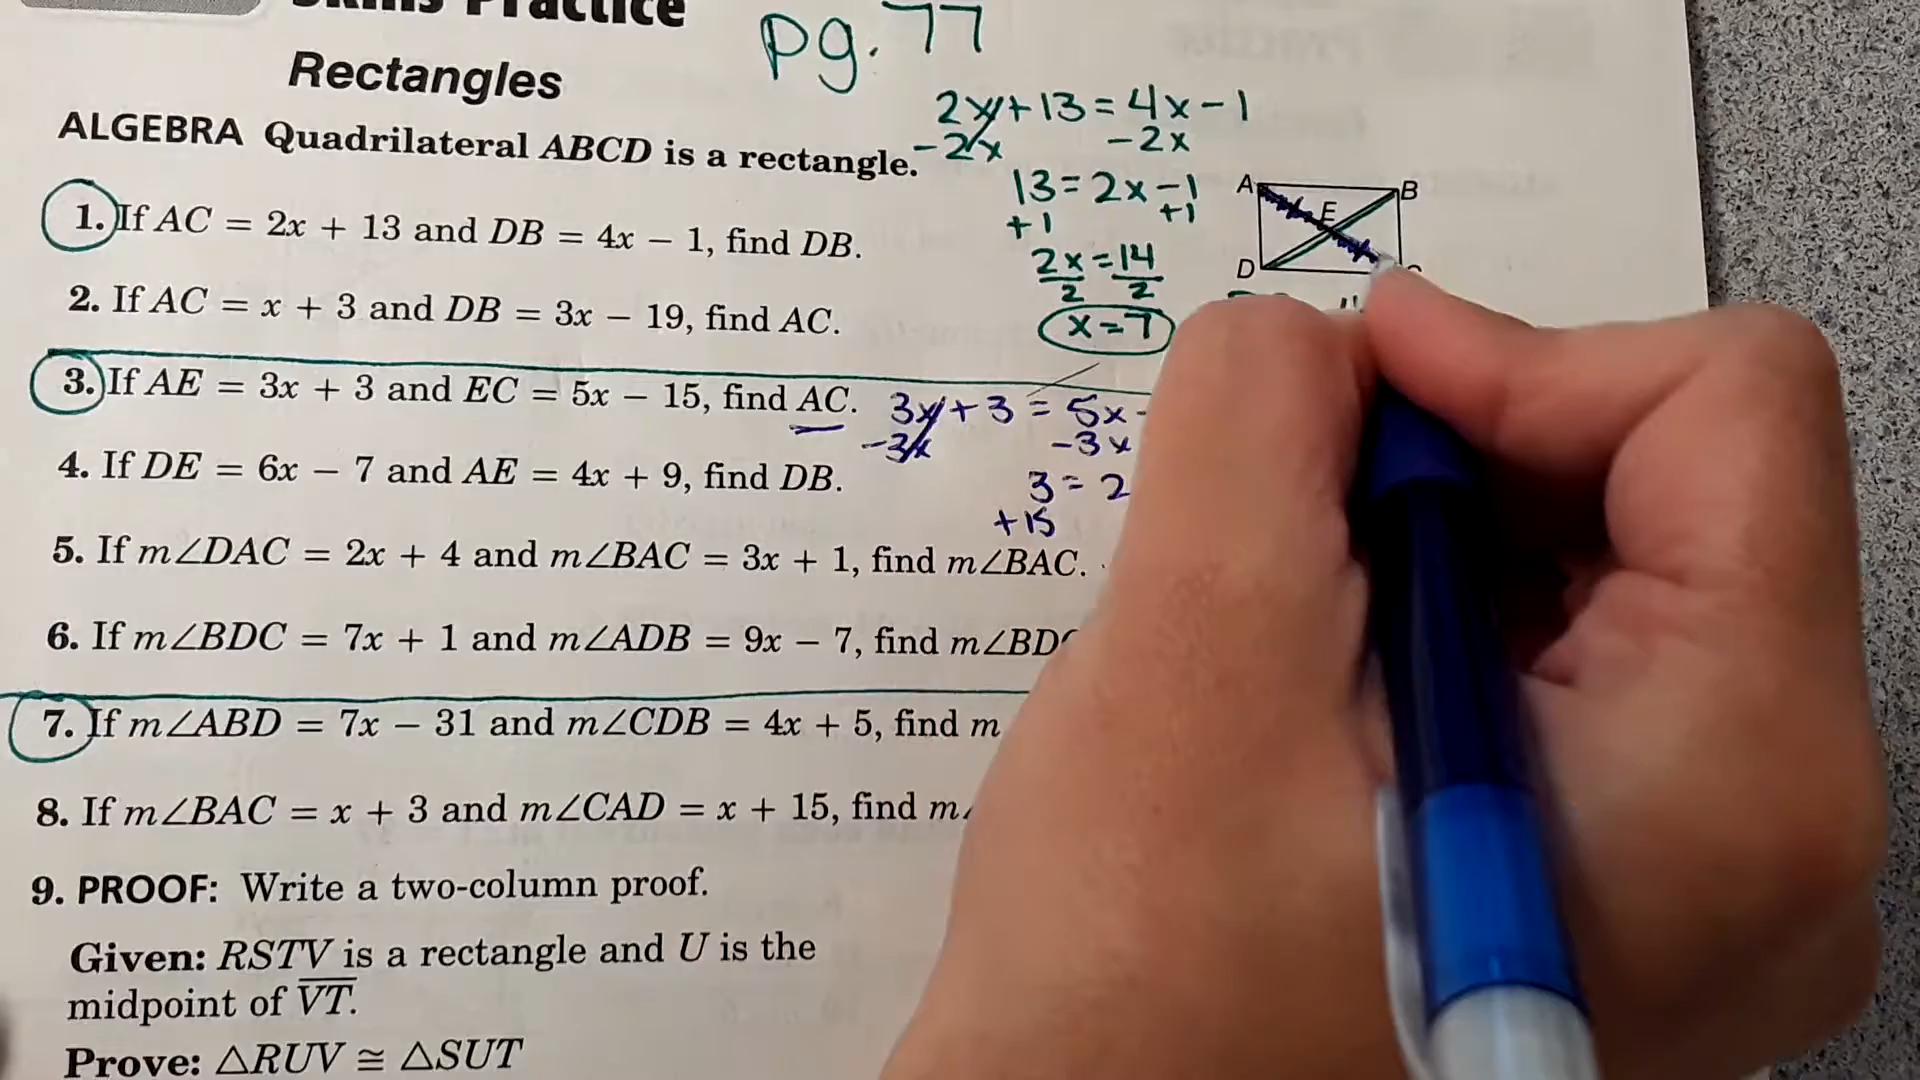 Skills Practice
pg. 77
Rectangles
ALGEBRA Quadrilateral ABCD is a rectangle.
2x + 13 = 4x - 1
-2x -2x
13 = 2x - 1
+1 +1
2x = 14
2 2
x = 7
A B
E
D
1. If AC = 2x + 13 and DB = 4x − 1, find DB.
2. If AC = x + 3 and DB = 3x − 19, find AC.
3. If AE = 3x + 3 and EC = 5x − 15, find AC.
3x + 3 = 5x -
-3x -3x
3 = 2
+15
4. If DE = 6x − 7 and AE = 4x + 9, find DB.
5. If m∠DAC = 2x + 4 and m∠BAC = 3x + 1, find m∠BAC.
6. If m∠BDC = 7x + 1 and m∠ADB = 9x − 7, find m∠BD
7. If m∠ABD = 7x − 31 and m∠CDB = 4x + 5, find m
8. If m∠BAC = x + 3 and m∠CAD = x + 15, find m
9. PROOF: Write a two-column proof.
Given: RSTV is a rectangle and U is the
midpoint of V̅T̅.
Prove: △RUV ≅ △SUT